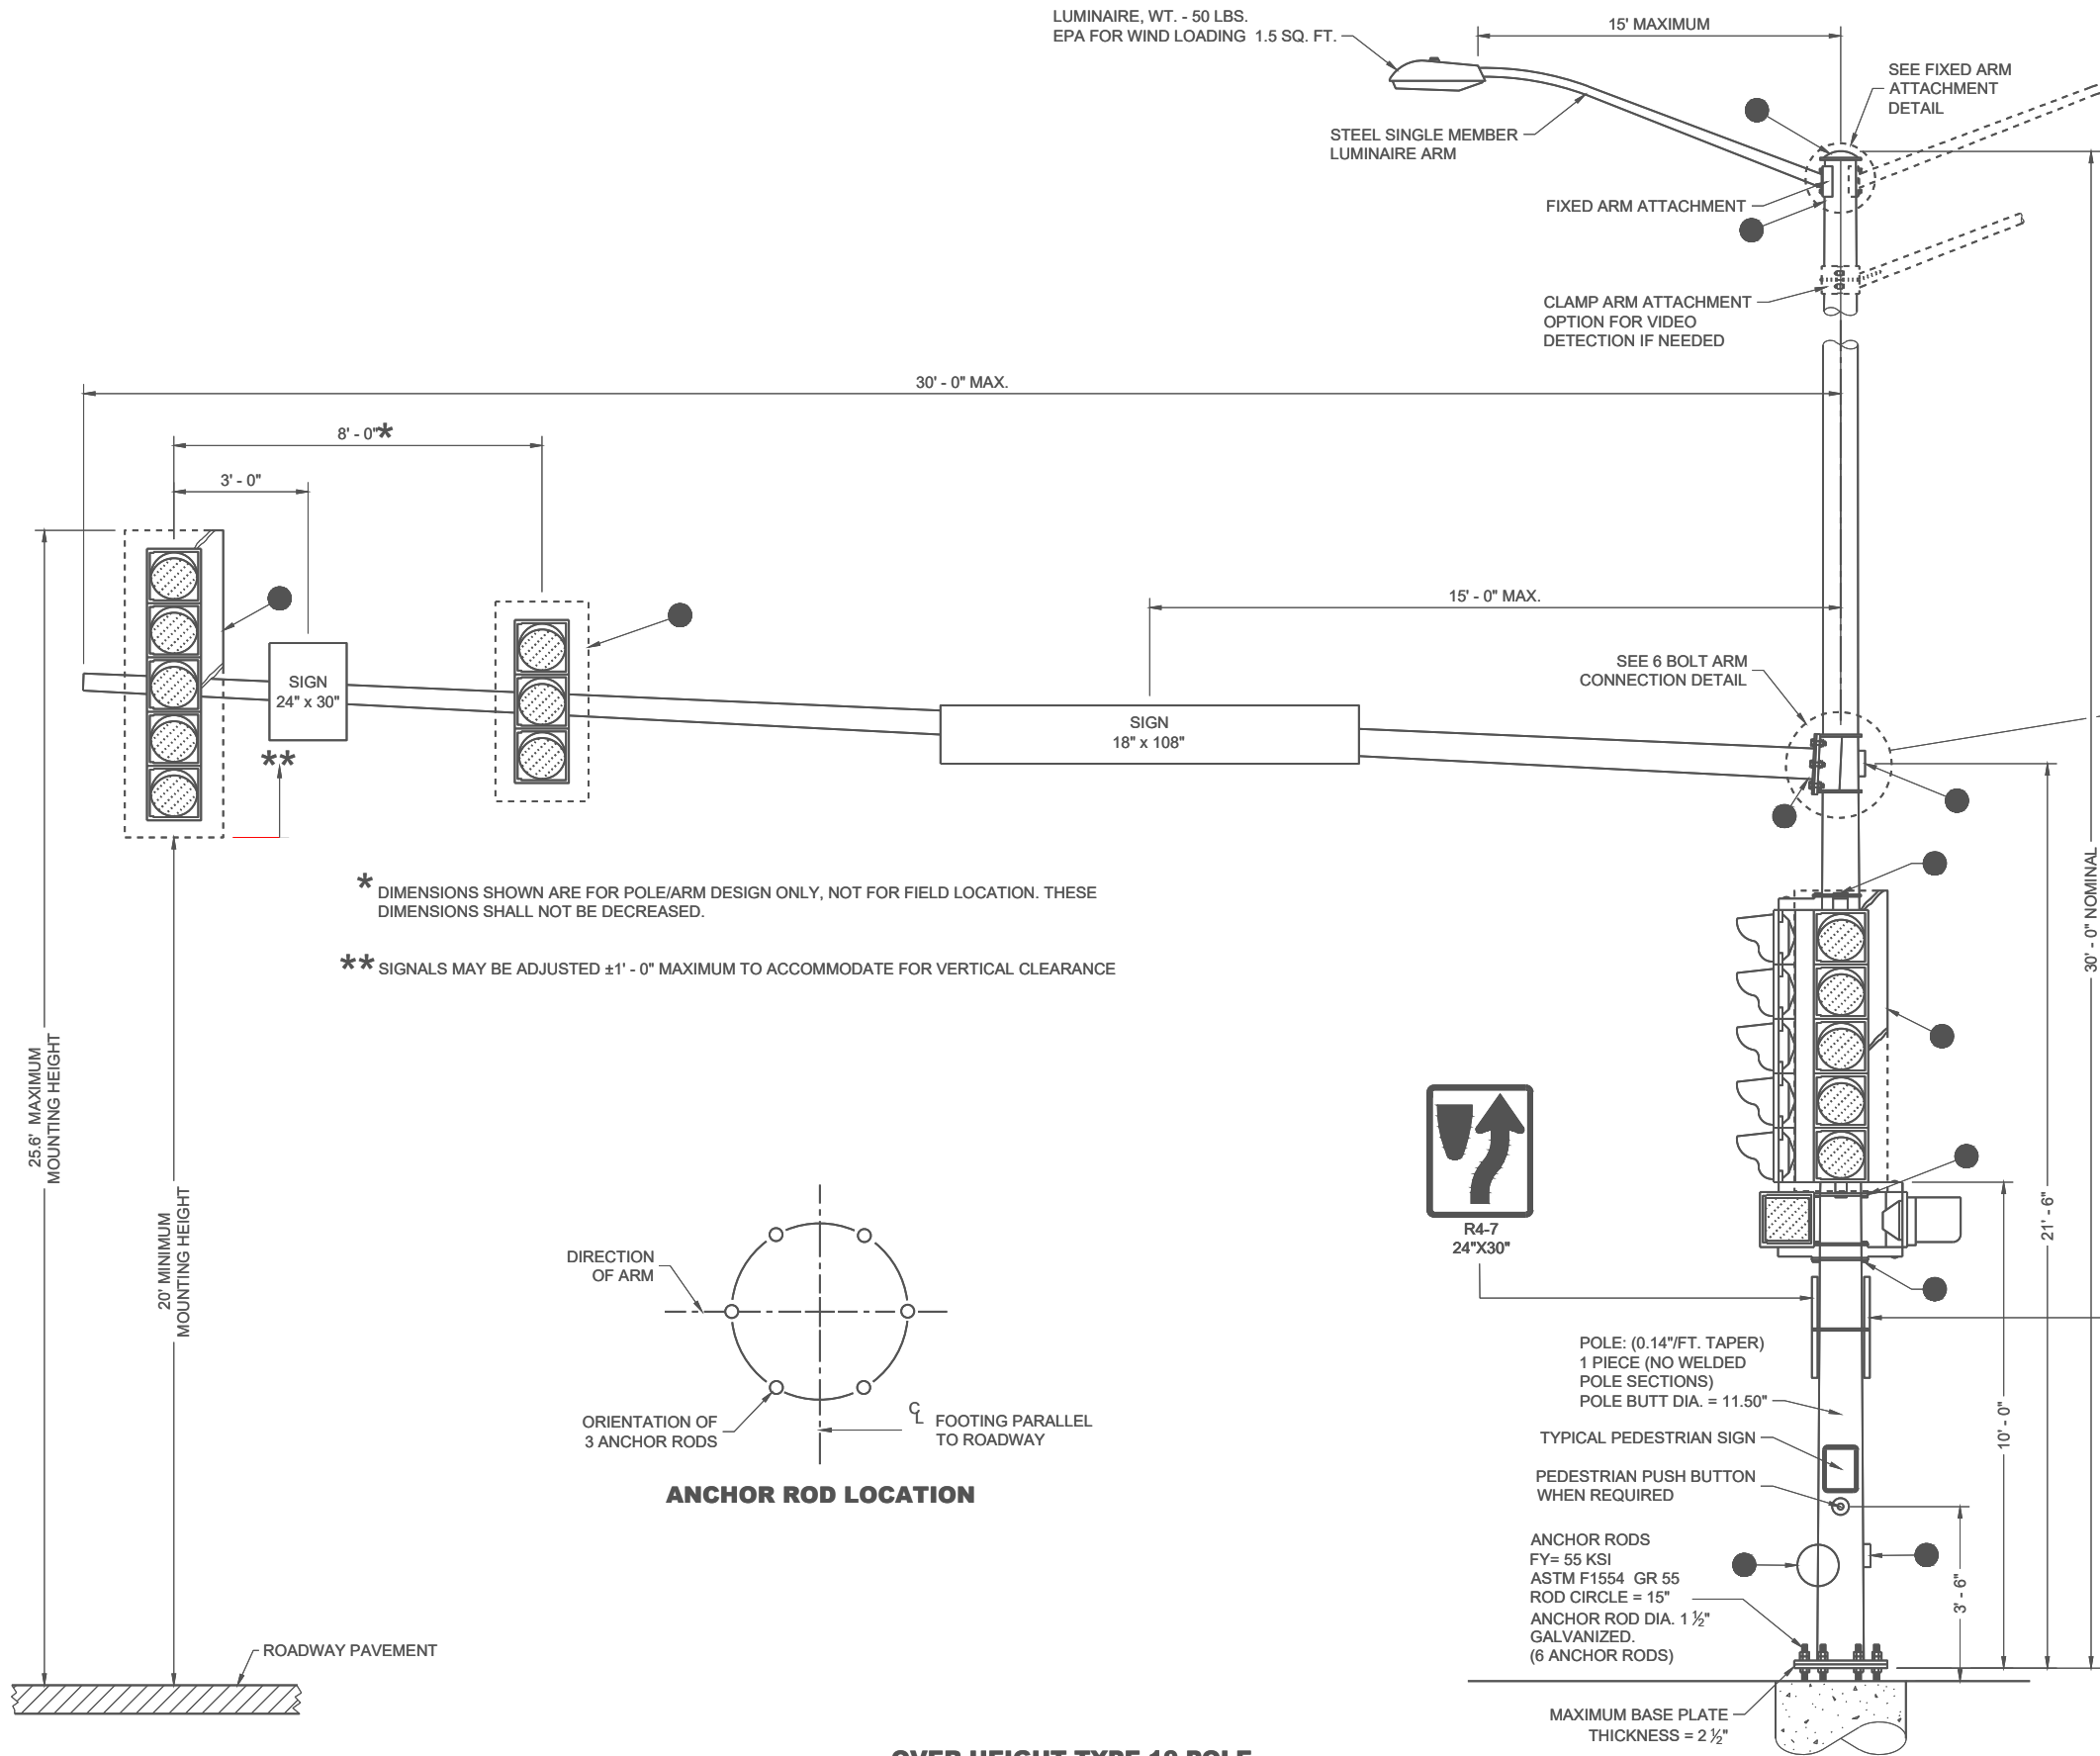 LUMINAIRE, WT. - 50 LBS.
EPA FOR WIND LOADING 1.5 SQ. FT.
15' MAXIMUM
SEE FIXED ARM
ATTACHMENT
DETAIL
STEEL SINGLE MEMBER
LUMINAIRE ARM
FIXED ARM ATTACHMENT
CLAMP ARM ATTACHMENT
OPTION FOR VIDEO
DETECTION IF NEEDED
30' - 0" MAX.
8' - 0"*
3' - 0"
15' - 0" MAX.
SEE 6 BOLT ARM
CONNECTION DETAIL
SIGN
24" x 30"
SIGN
18" x 108"
**
* DIMENSIONS SHOWN ARE FOR POLE/ARM DESIGN ONLY, NOT FOR FIELD LOCATION. THESE
DIMENSIONS SHALL NOT BE DECREASED.
** SIGNALS MAY BE ADJUSTED ±1' - 0" MAXIMUM TO ACCOMMODATE FOR VERTICAL CLEARANCE
25.6' MAXIMUM
MOUNTING HEIGHT
20' MINIMUM
MOUNTING HEIGHT
30' - 0" NOMINAL
21' - 6"
10' - 0"
3' - 6"
R4-7
24"X30"
DIRECTION
OF ARM
ORIENTATION OF
3 ANCHOR RODS
CL FOOTING PARALLEL
TO ROADWAY
ANCHOR ROD LOCATION
POLE: (0.14"/FT. TAPER)
1 PIECE (NO WELDED
POLE SECTIONS)
POLE BUTT DIA. = 11.50"
TYPICAL PEDESTRIAN SIGN
PEDESTRIAN PUSH BUTTON
WHEN REQUIRED
ANCHOR RODS
FY= 55 KSI
ASTM F1554 GR 55
ROD CIRCLE = 15"
ANCHOR ROD DIA. 1 ½"
GALVANIZED.
(6 ANCHOR RODS)
ROADWAY PAVEMENT
MAXIMUM BASE PLATE
THICKNESS = 2 ½"
OVER HEIGHT TYPE 10 POLE